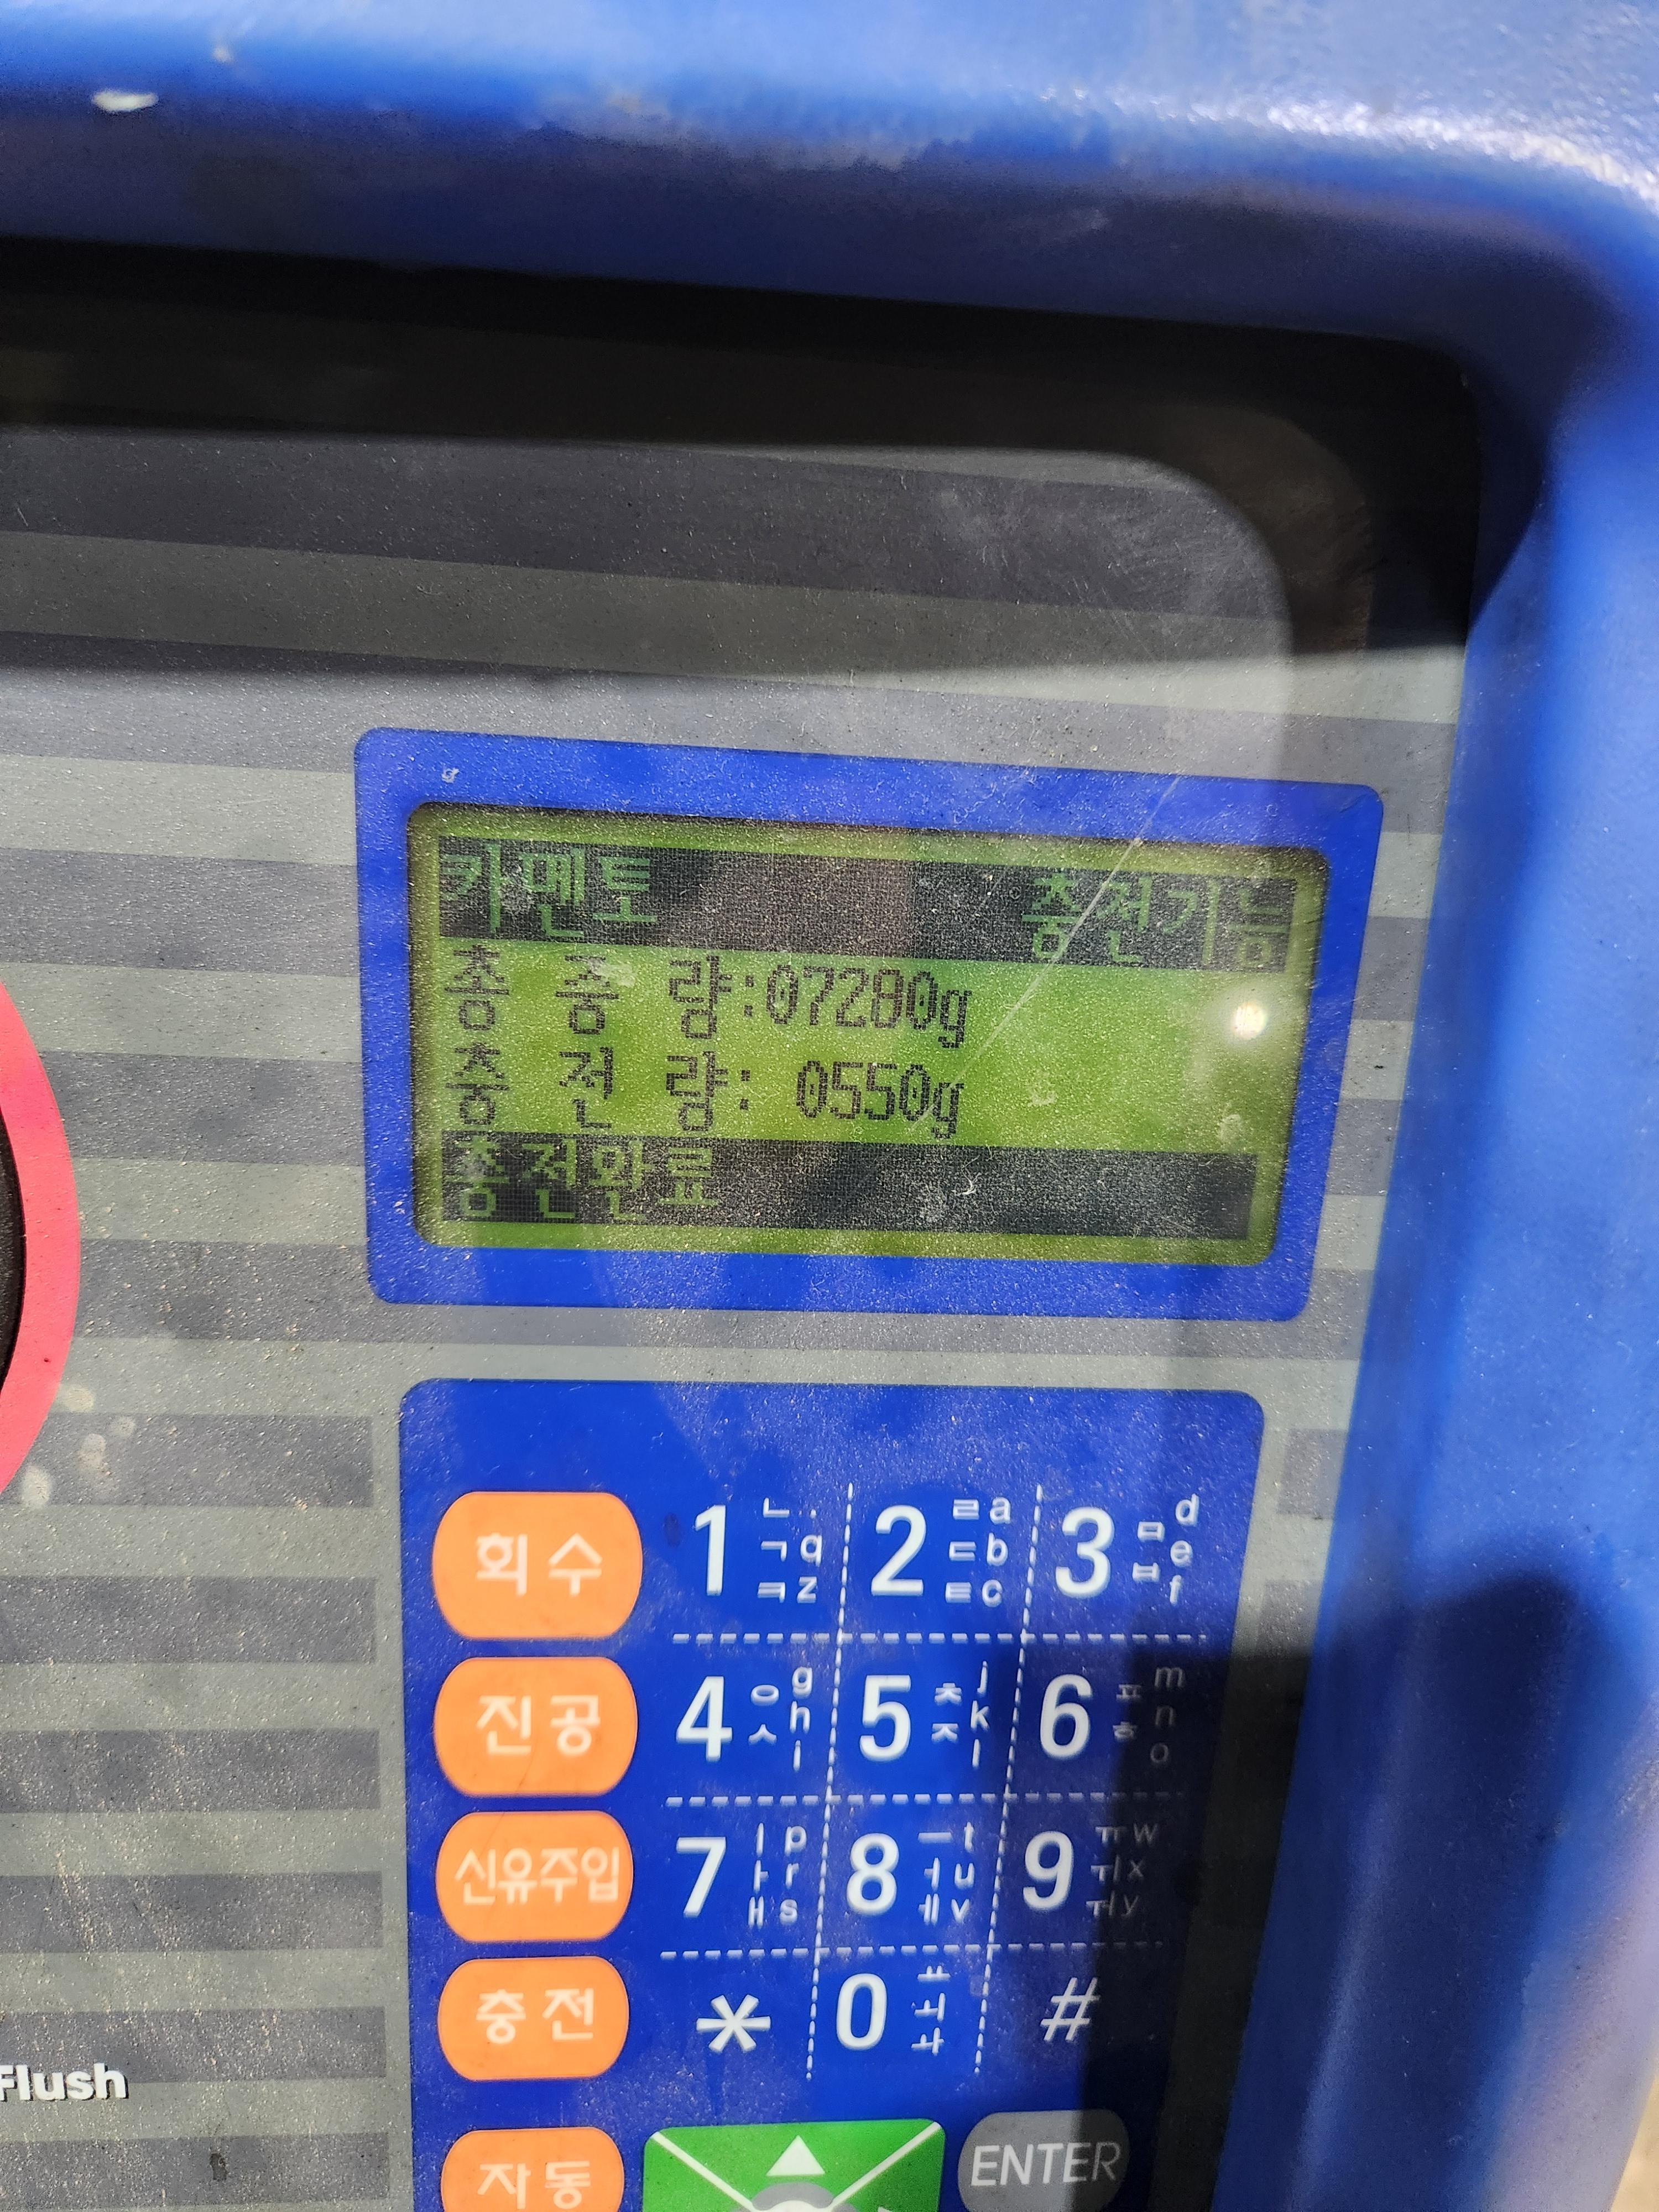 카멘토 충전기능
총 중 량:07280g
충 전 량: 0550g
충전완료
회수 1 ㄴ . ㄱ q ㅋ z 2 ㄹ a ㄷ b ㅌ c 3 ㅁ d ㅂ e f
진공 4 ㅇ g ㅅ h i 5 ㅊ j ㅈ k l 6 ㅍ m ㅎ n o
신유주입 7 ㅣ p ㅏ r ㅐ s 8 ㅡ t ㅓ u ㅔ v 9 ㅠ w ㅟ x ㅝ y
충전 * 0 ㅗ ㅚ ㅘ #
Flush
자동 ENTER